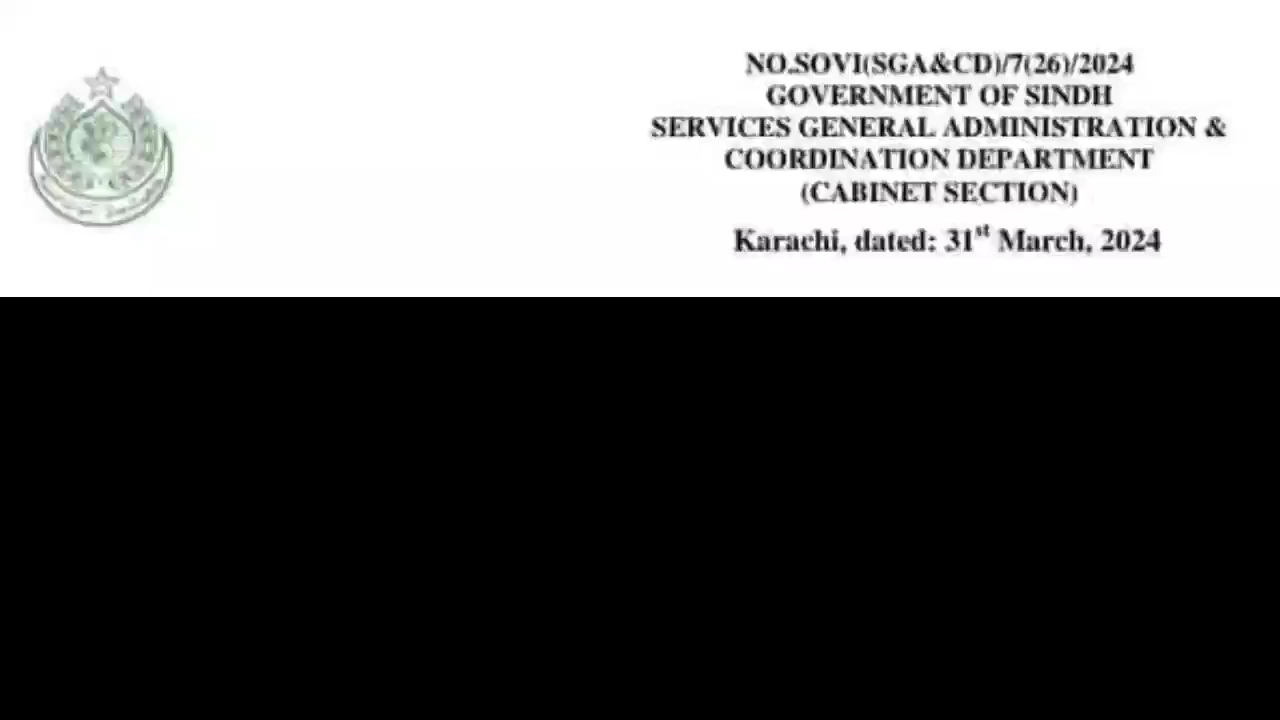 NO.SOVI(SGA&CD)/7(26)/2024
GOVERNMENT OF SINDH
SERVICES GENERAL ADMINISTRATION &
COORDINATION DEPARTMENT
(CABINET SECTION)
Karachi, dated: 31st March, 2024